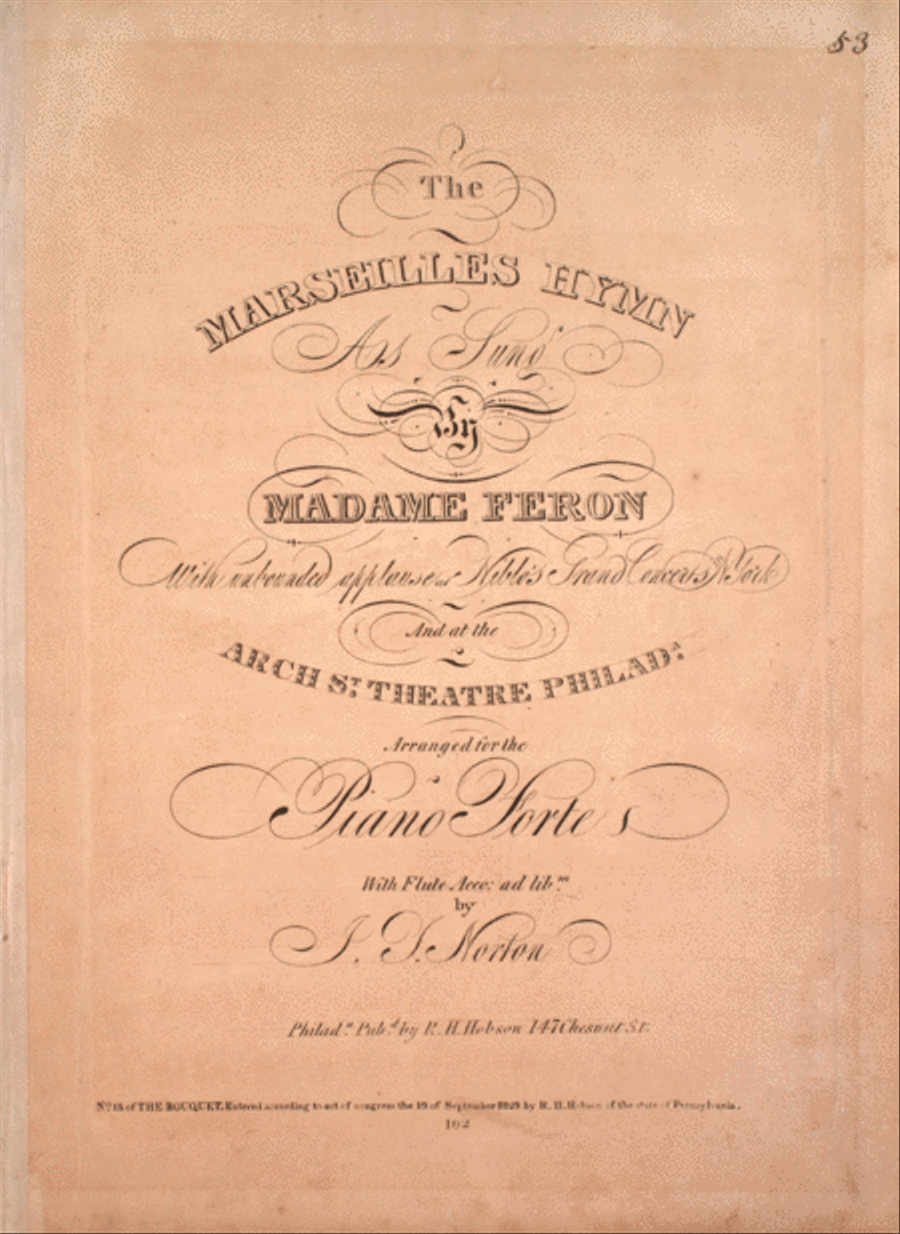 53
The
MARSEILLES HYMN
As Sung
By
MADAME FERON
With unbounded applause at Niblo's Grand Concerts N. York
And at the
ARCH St. THEATRE PHILADa.
Arranged for the
Piano Forte
With Flute Acco: ad libm.
by
Norton
Philada. Pubd. by R. H. Hobson 147 Chesnut St.
No. of THE BOUQUET. Entered according to act of congress the 19 of September 1829 by R. H. Hobson of the state of Pennsylvania.
102